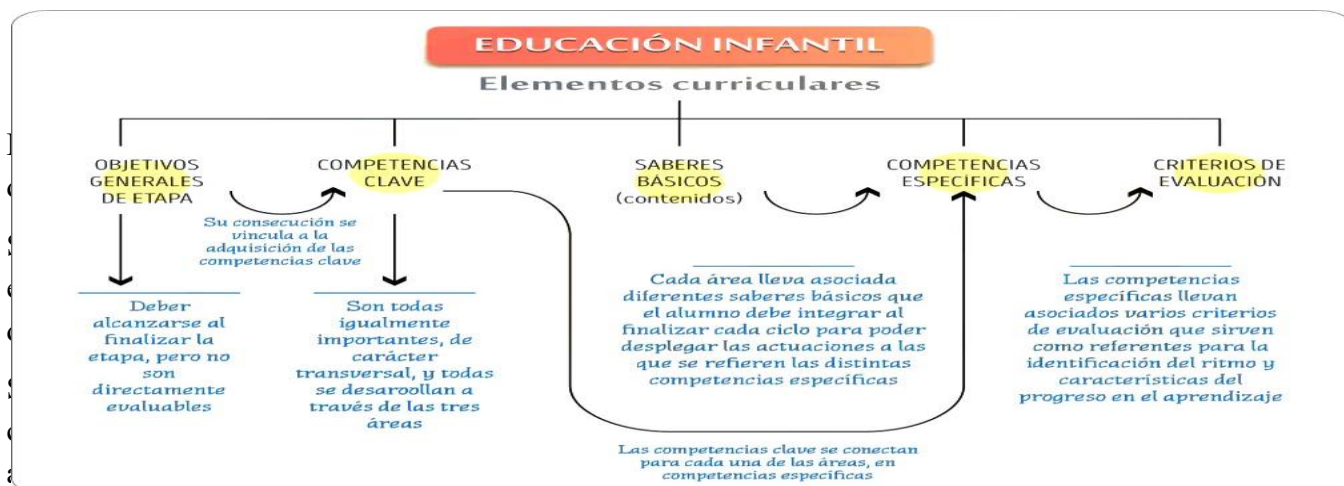 EDUCACIÓN INFANTIL
Elementos curriculares
OBJETIVOS
GENERALES
DE ETAPA
COMPETENCIAS
CLAVE
SABERES
BÁSICOS
(contenidos)
COMPETENCIAS
ESPECÍFICAS
CRITERIOS DE
EVALUACIÓN
Su consecución se
vincula a la
adquisición de las
competencias clave
Deber
alcanzarse al
finalizar la
etapa, pero no
son
directamente
evaluables
Son todas
igualmente
importantes, de
carácter
transversal, y todas
se desaroollan a
través de las tres
áreas
Cada área lleva asociada
diferentes saberes básicos que
el alumno debe integrar al
finalizar cada ciclo para poder
desplegar las actuaciones a las
que se refieren las distintas
competencias específicas
Las competencias
específicas llevan
asociados varios criterios
de evaluación que sirven
como referentes para la
identificación del ritmo y
características del
progreso en el aprendizaje
Las competencias clave se conectan
para cada una de las áreas, en
competencias específicas